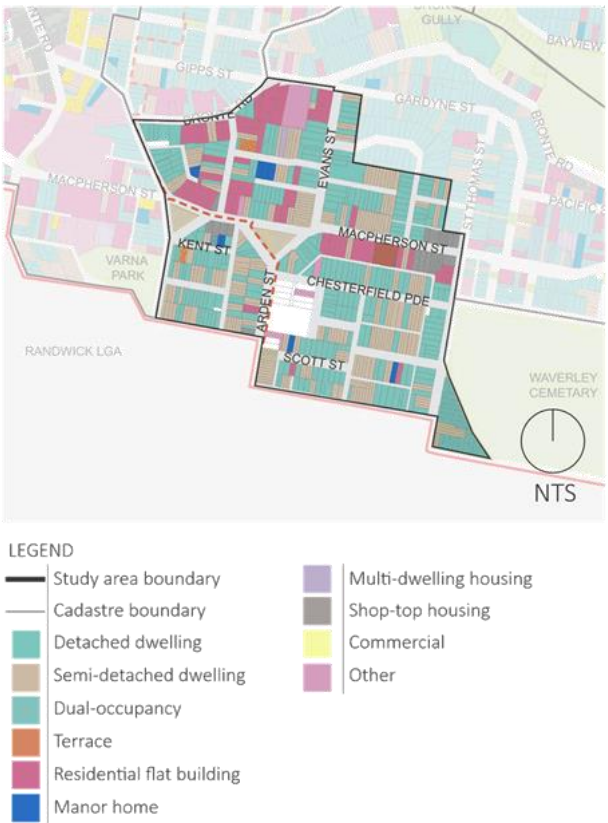 BRONTE RD
GULLY
BAYVIEW
GIPPS ST
GARDYNE ST
BRONTE RD
EVANS ST
ST THOMAS ST
BRONTE RD
MACPHERSON ST
PACIFIC S
MACPHERSON ST
KENT ST
VARNA
PARK
CHESTERFIELD PDE
ARDEN ST
RANDWICK LGA
SCOTT ST
WAVERLEY
CEMETARY
NTS
LEGEND
Study area boundary
Cadastre boundary
Detached dwelling
Semi-detached dwelling
Dual-occupancy
Terrace
Residential flat building
Manor home
Multi-dwelling housing
Shop-top housing
Commercial
Other